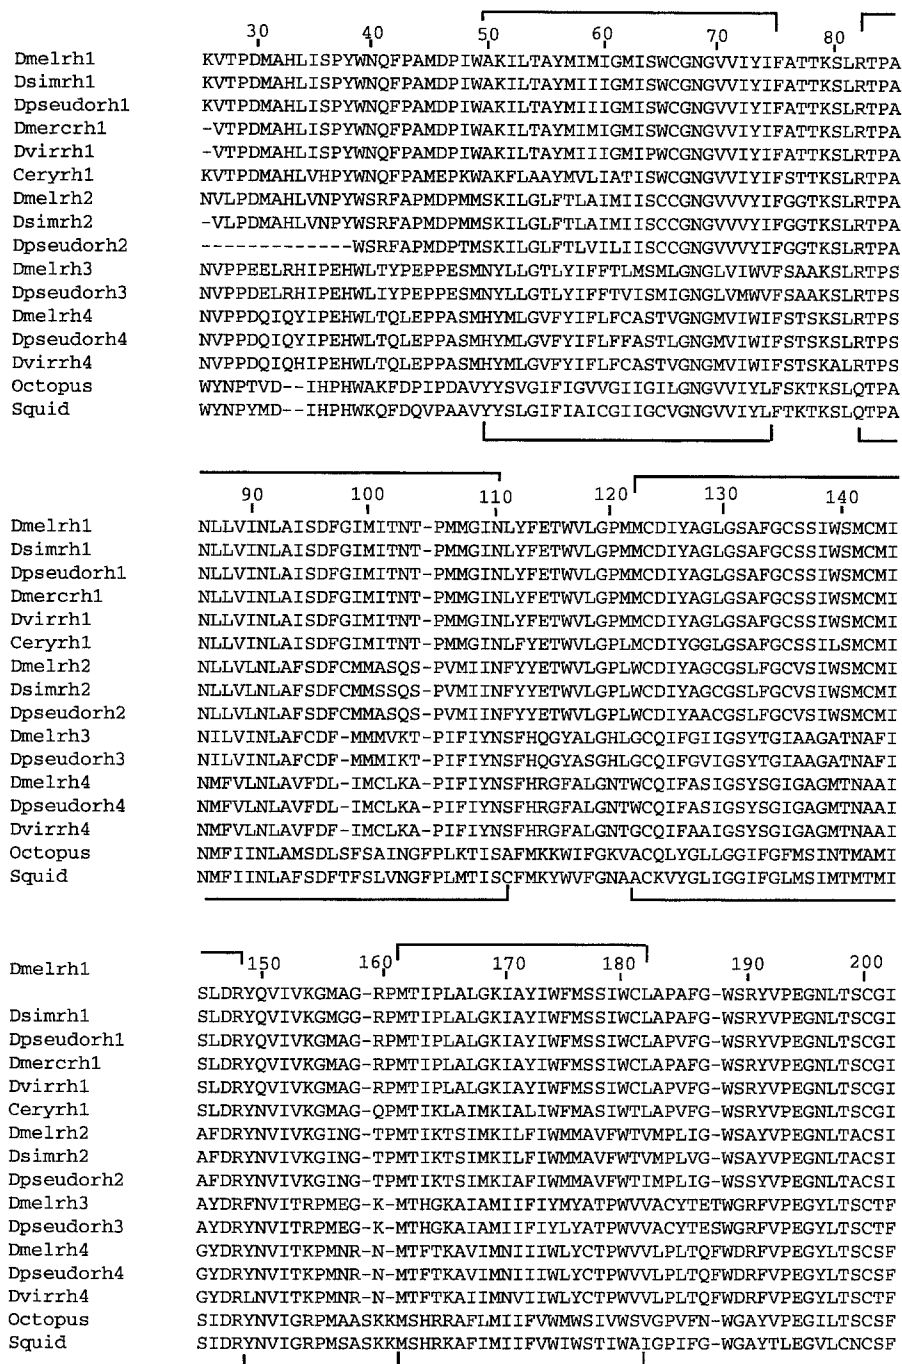 30 40 50 60 70 80
Dmelrh1 KVTPDMAHLISPYWNQFPAMDPIWAKILTAYMIMIGMISWCGNGVVIYIFATTKSLRTPA
Dsimrh1 KVTPDMAHLISPYWNQFPAMDPIWAKILTAYMIIIGMISWCGNGVVIYIFATTKSLRTPA
Dpseudorh1 KVTPDMAHLISPYWNQFPAMDPIWAKILTAYMIIIGMISWCGNGVVIYIFATTKSLRTPA
Dmercrh1 -VTPDMAHLISPYWNQFPAMDPIWAKILTAYMIMIGMISWCGNGVVIYIFATTKSLRTPA
Dvirrh1 -VTPDMAHLISPYWNQFPAMDPIWAKILTAYMIIIGMIPWCGNGVVIYIFATTKSLRTPA
Ceryrh1 KVTPDMAHLVHPYWNQFPAMEPKWAKFLAAYMVLIATISWCGNGVVIYIFSTTKSLRTPA
Dmelrh2 NVLPDMAHLVNPYWSRFAPMDPMMSKILGLFTLAIMIISCCGNGVVVYIFGGTKSLRTPA
Dsimrh2 -VLPDMAHLVNPYWSRFAPMDPMMSKILGLFTLAIMIISCCGNGVVVYIFGGTKSLRTPA
Dpseudorh2 -------------WSRFAPMDPTMSKILGLFTLVILIISCCGNGVVVYIFGGTKSLRTPA
Dmelrh3 NVPPEELRHIPEHWLTYPEPPESMNYLLGTLYIFFTLMSMLGNGLVIWVFSAAKSLRTPS
Dpseudorh3 NVPPDELRHIPEHWLIYPEPPESMNYLLGTLYIFFTVISMIGNGLVMWVFSAAKSLRTPS
Dmelrh4 NVPPDQIQYIPEHWLTQLEPPASMHYMLGVFYIFLFCASTVGNGMVIWIFSTSKSLRTPS
Dpseudorh4 NVPPDQIQYIPEHWLTQLEPPASMHYMLGVFYIFLFFASTLGNGMVIWIFSTSKSLRTPS
Dvirrh4 NVPPDQIQHIPEHWLTQLEPPASMHYMLGVFYIFLFCASTVGNGMVIWIFSTSKALRTPS
Octopus WYNPTVD--IHPHWAKFDPIPDAVYYSVGIFIGVVGIIGILGNGVVIYLFSKTKSLQTPA
Squid WYNPYMD--IHPHWKQFDQVPAAVYYSLGIFIAICGIIGCVGNGVVIYLFTKTKSLQTPA
90 100 110 120 130 140
Dmelrh1 NLLVINLAISDFGIMITNT-PMMGINLYFETWVLGPMMCDIYAGLGSAFGCSSIWSMCMI
Dsimrh1 NLLVINLAISDFGIMITNT-PMMGINLYFETWVLGPMMCDIYAGLGSAFGCSSIWSMCMI
Dpseudorh1 NLLVINLAISDFGIMITNT-PMMGINLYFETWVLGPMMCDIYAGLGSAFGCSSIWSMCMI
Dmercrh1 NLLVINLAISDFGIMITNT-PMMGINLYFETWVLGPMMCDIYAGLGSAFGCSSIWSMCMI
Dvirrh1 NLLVINLAISDFGIMITNT-PMMGINLYFETWVLGPMMCDIYAGLGSAFGCSSIWSMCMI
Ceryrh1 NLLVINLAISDFGIMITNT-PMMGINLFYETWVLGPLMCDIYGGLGSAFGCSSILSMCMI
Dmelrh2 NLLVLNLAFSDFCMMASQS-PVMIINFYYETWVLGPLWCDIYAGCGSLFGCVSIWSMCMI
Dsimrh2 NLLVLNLAFSDFCMMSSQS-PVMIINFYYETWVLGPLWCDIYAGCGSLFGCVSIWSMCMI
Dpseudorh2 NLLVLNLAFSDFCMMASQS-PVMIINFYYETWVLGPLWCDIYAACGSLFGCVSIWSMCMI
Dmelrh3 NILVINLAFCDF-MMMVKT-PIFIYNSFHQGYALGHLGCQIFGIIGSYTGIAAGATNAFI
Dpseudorh3 NILVINLAFCDF-MMMIKT-PIFIYNSFHQGYASGHLGCQIFGVIGSYTGIAAGATNAFI
Dmelrh4 NMFVLNLAVFDL-IMCLKA-PIFIYNSFHRGFALGNTWCQIFASIGSYSGIGAGMTNAAI
Dpseudorh4 NMFVLNLAVFDL-IMCLKA-PIFIYNSFHRGFALGNTWCQIFASIGSYSGIGAGMTNAAI
Dvirrh4 NMFVLNLAVFDF-IMCLKA-PIFIYNSFHRGFALGNTGCQIFAAIGSYSGIGAGMTNAAI
Octopus NMFIINLAMSDLSFSAINGFPLKTISAFMKKWIFGKVACQLYGLLGGIFGFMSINTMAMI
Squid NMFIINLAFSDFTFSLVNGFPLMTISCFMKYWVFGNAACKVYGLIGGIFGLMSIMTMTMI
150 160 170 180 190 200
Dmelrh1 SLDRYQVIVKGMAG-RPMTIPLALGKIAYIWFMSSIWCLAPAFG-WSRYVPEGNLTSCGI
Dsimrh1 SLDRYQVIVKGMGG-RPMTIPLALGKIAYIWFMSSIWCLAPAFG-WSRYVPEGNLTSCGI
Dpseudorh1 SLDRYQVIVKGMAG-RPMTIPLALGKIAYIWFMSSIWCLAPVFG-WSRYVPEGNLTSCGI
Dmercrh1 SLDRYQVIVKGMAG-RPMTIPLALGKIAYIWFMSSIWCLAPAFG-WSRYVPEGNLTSCGI
Dvirrh1 SLDRYQVIVKGMAG-RPMTIPLALGKIAYIWFMSSIWCLAPVFG-WSRYVPEGNLTSCGI
Ceryrh1 SLDRYNVIVKGMAG-QPMTIKLAIMKIALIWFMASIWTLAPVFG-WSRYVPEGNLTSCGI
Dmelrh2 AFDRYNVIVKGING-TPMTIKTSIMKILFIWMMAVFWTVMPLIG-WSAYVPEGNLTACSI
Dsimrh2 AFDRYNVIVKGING-TPMTIKTSIMKILFIWMMAVFWTVMPLVG-WSAYVPEGNLTACSI
Dpseudorh2 AFDRYNVIVKGING-TPMTIKTSIMKIAFIWMMAVFWTIMPLIG-WSSYVPEGNLTACSI
Dmelrh3 AYDRFNVITRPMEG-K-MTHGKAIAMIIFIYMYATPWVVACYTETWGRFVPEGYLTSCTF
Dpseudorh3 AYDRYNVITRPMEG-K-MTHGKAIAMIIFIYLYATPWVVACYTESWGRFVPEGYLTSCTF
Dmelrh4 GYDRYNVITKPMNR-N-MTFTKAVIMNIIIWLYCTPWVVLPLTQFWDRFVPEGYLTSCSF
Dpseudorh4 GYDRYNVITKPMNR-N-MTFTKAVIMNIIIWLYCTPWVVLPLTQFWDRFVPEGYLTSCSF
Dvirrh4 GYDRLNVITKPMNR-N-MTFTKAIIMNVIIWLYCTPWVVLPLTQFWDRFVPEGYLTSCTF
Octopus SIDRYNVIGRPMAASKKMSHRRAFLMIIFVWMWSIVWSVGPVFN-WGAYVPEGILTSCSF
Squid SIDRYNVIGRPMSASKKMSHRKAFIMIIFVWIWSTIWAIGPIFG-WGAYTLEGVLCNCSF